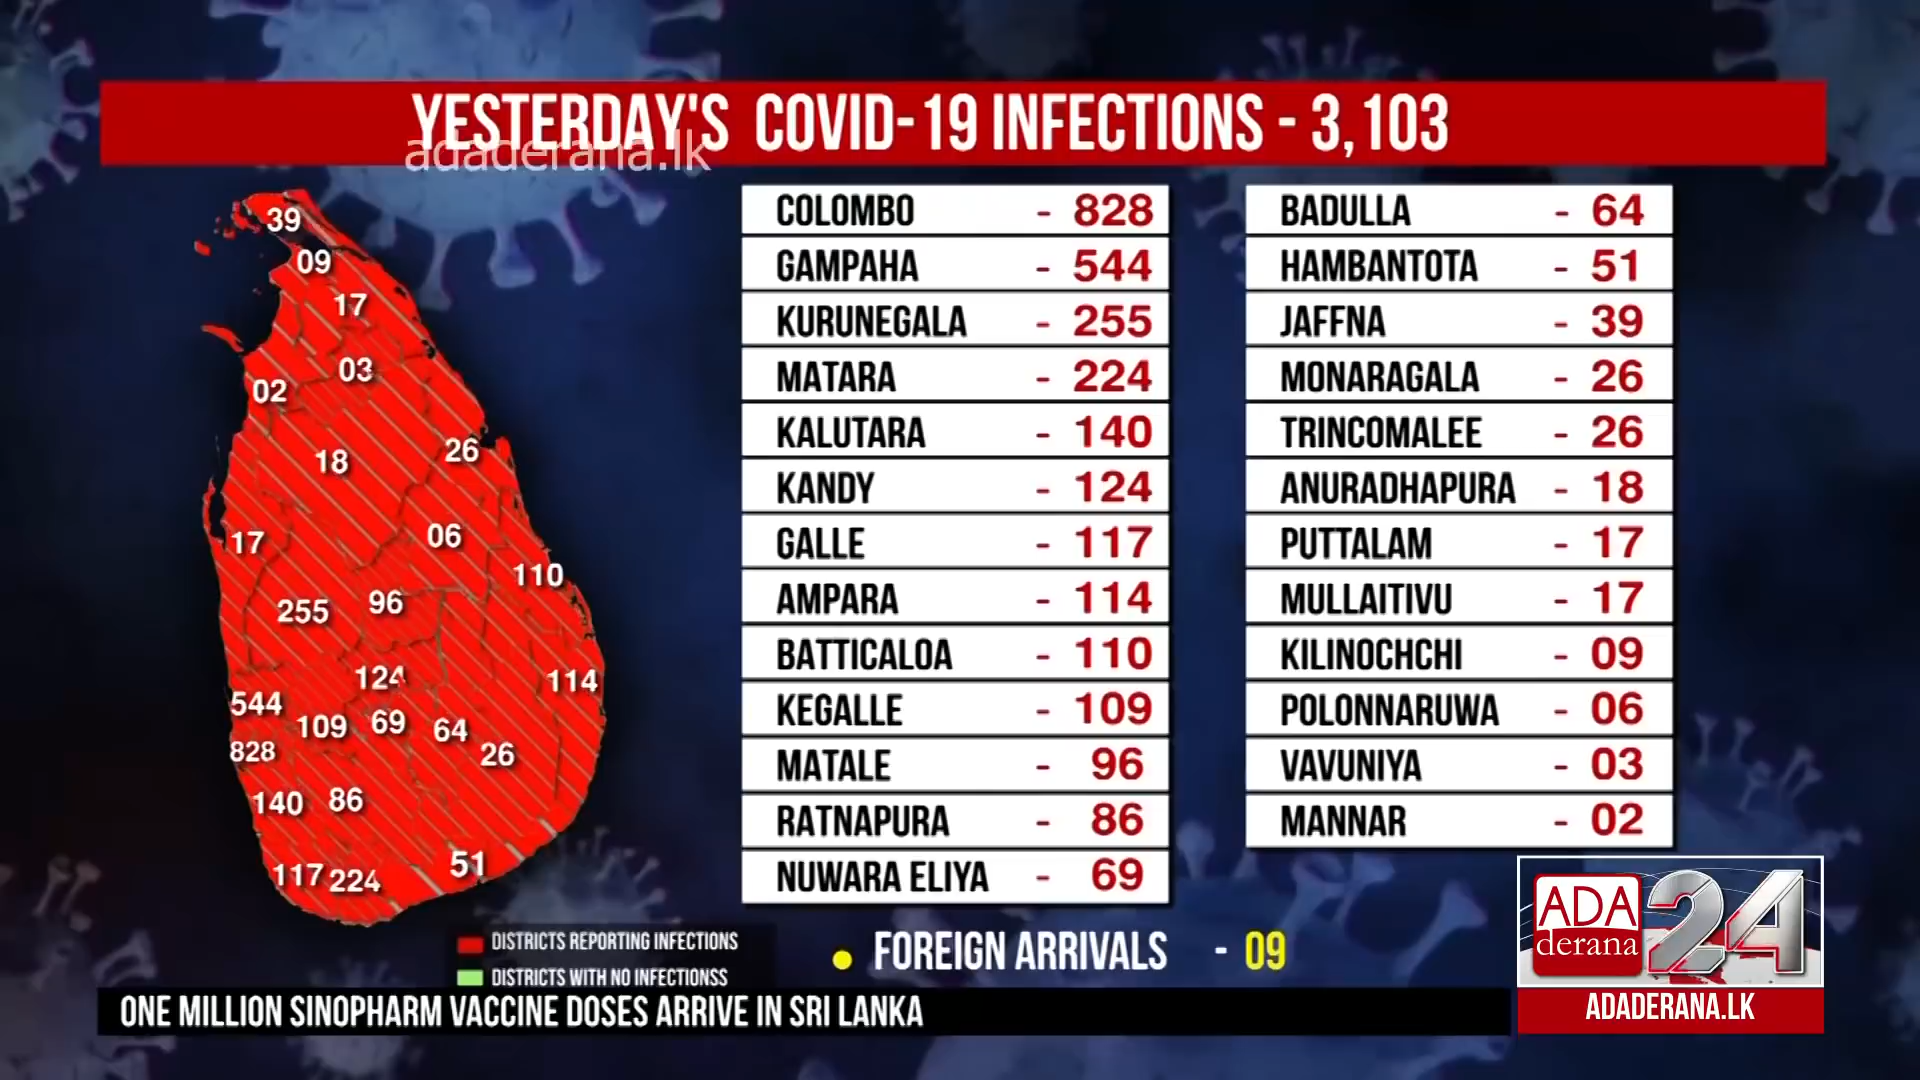 YESTERDAY'S COVID-19 INFECTIONS - 3,103
adaderana.lk
39
09
17
03
02
18
26
17
06
110
255
96
124
114
544
109
69
64
26
828
140
86
117
224
51
COLOMBO - 828
GAMPAHA - 544
KURUNEGALA - 255
MATARA - 224
KALUTARA - 140
KANDY - 124
GALLE - 117
AMPARA - 114
BATTICALOA - 110
KEGALLE - 109
MATALE - 96
RATNAPURA - 86
NUWARA ELIYA - 69
BADULLA - 64
HAMBANTOTA - 51
JAFFNA - 39
MONARAGALA - 26
TRINCOMALEE - 26
ANURADHAPURA - 18
PUTTALAM - 17
MULLAITIVU - 17
KILINOCHCHI - 09
POLONNARUWA - 06
VAVUNIYA - 03
MANNAR - 02
DISTRICTS REPORTING INFECTIONS
DISTRICTS WITH NO INFECTIONSS
FOREIGN ARRIVALS - 09
ONE MILLION SINOPHARM VACCINE DOSES ARRIVE IN SRI LANKA
ADA
derana
24
ADADERANA.LK